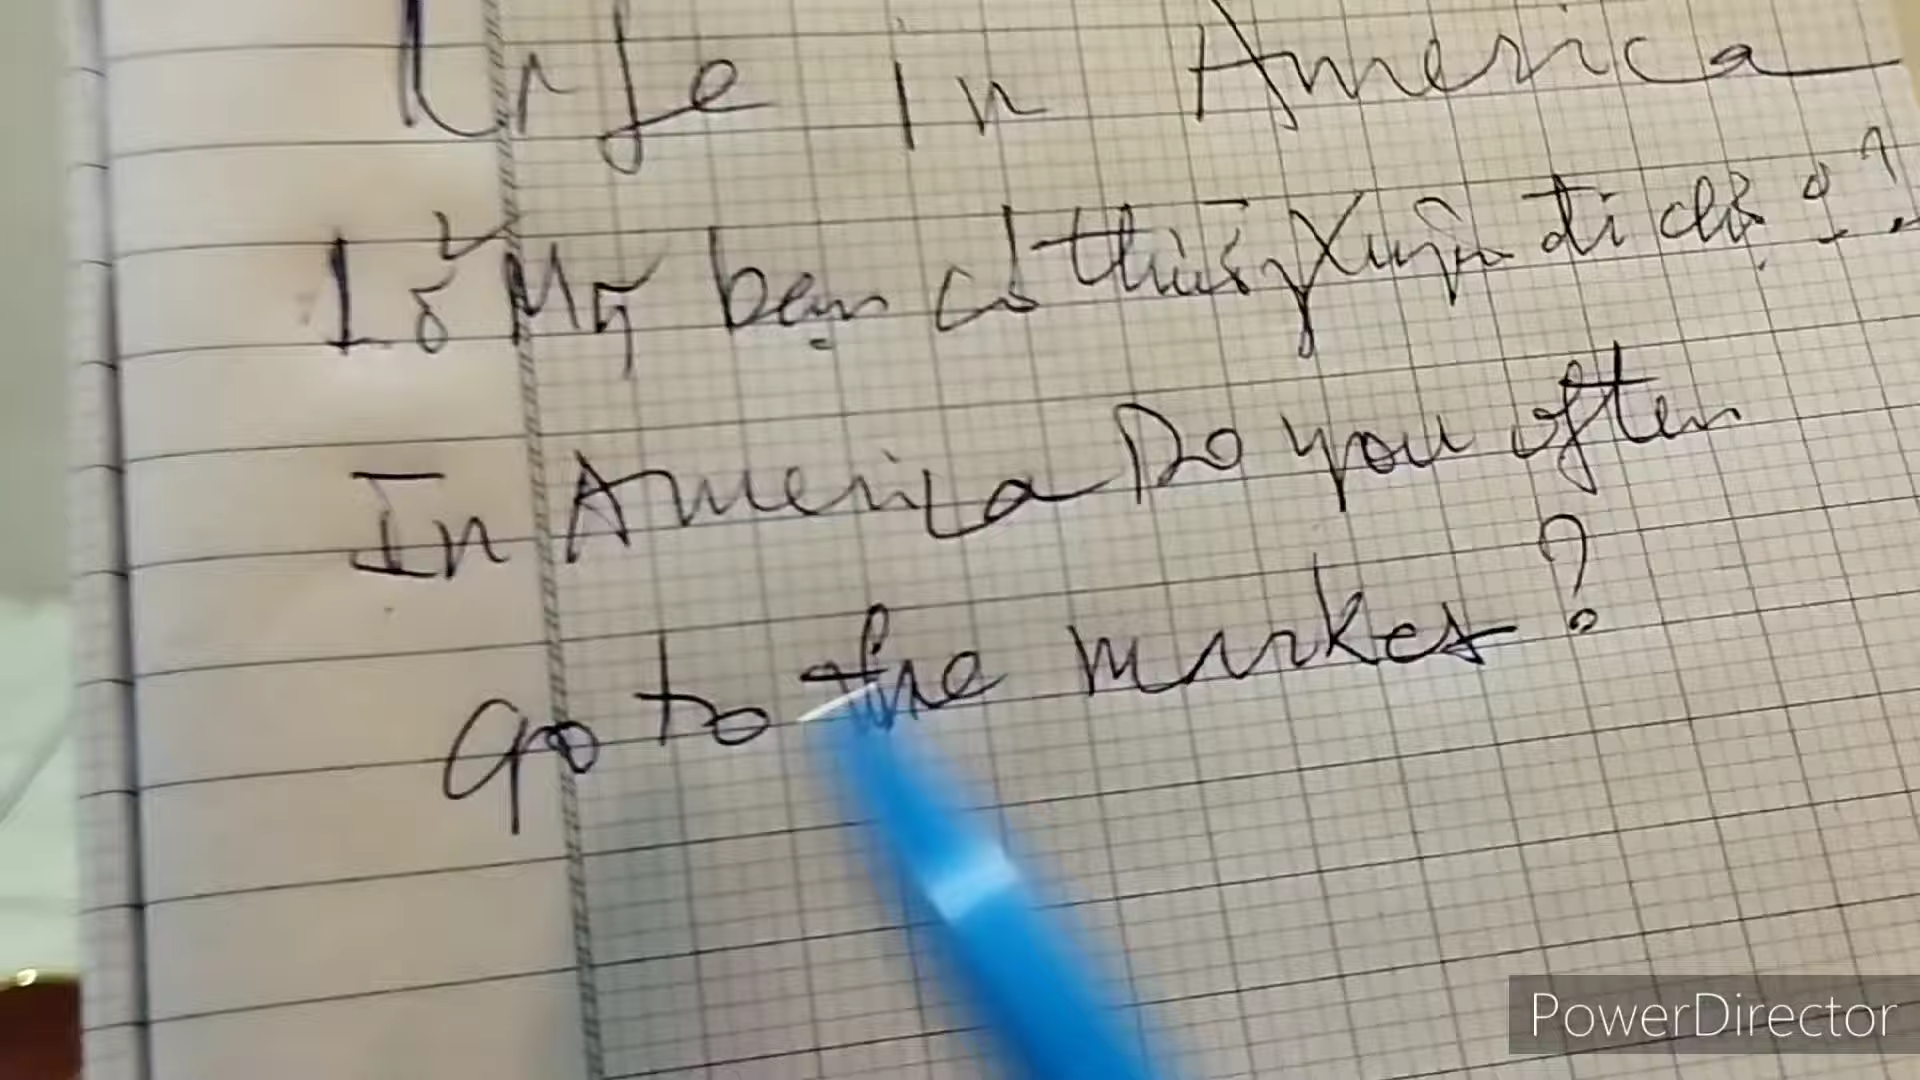 Life in America
1 ở Mỹ bạn có thường xuyên đi chợ ?
In America Do you often
go to the market ?
PowerDirector